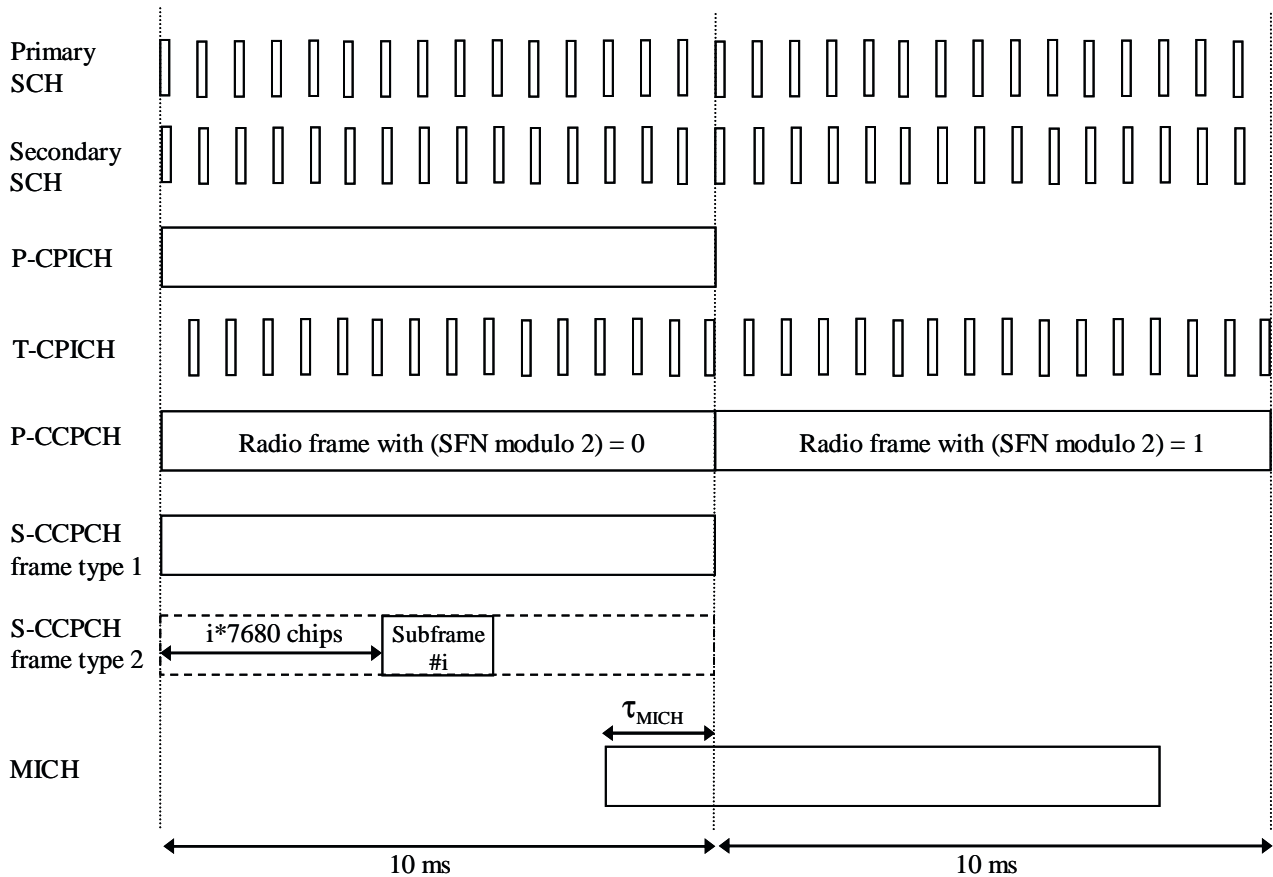 Primary
SCH
Secondary
SCH
P-CPICH
T-CPICH
P-CCPCH
Radio frame with (SFN modulo 2) = 0
Radio frame with (SFN modulo 2) = 1
S-CCPCH
frame type 1
S-CCPCH
frame type 2
i*7680 chips
Subframe
#i
τMICH
MICH
10 ms
10 ms